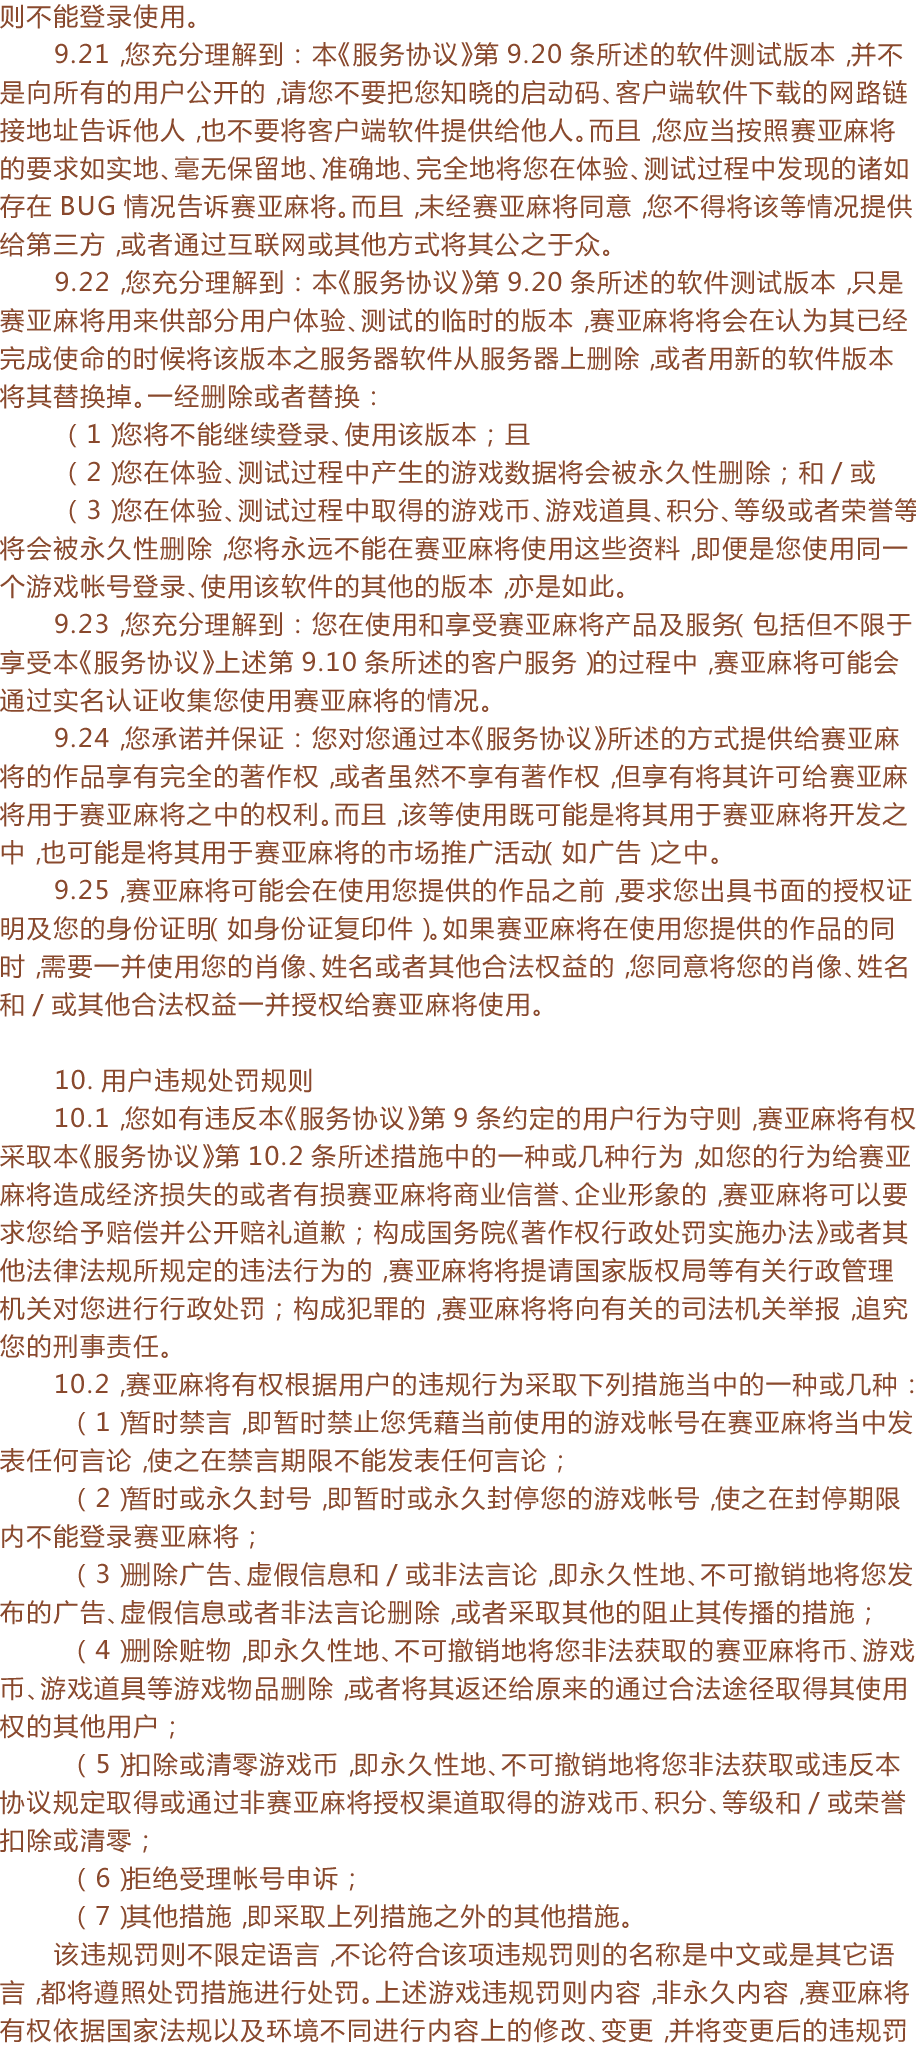 则不能登录使用。
9.21，您充分理解到：本《服务协议》第 9.20 条所述的软件测试版本，并不
是向所有的用户公开的，请您不要把您知晓的启动码、客户端软件下载的网路链
接地址告诉他人，也不要将客户端软件提供给他人。而且，您应当按照赛亚麻将
的要求如实地、毫无保留地、准确地、完全地将您在体验、测试过程中发现的诸如
存在 BUG 情况告诉赛亚麻将。而且，未经赛亚麻将同意，您不得将该等情况提供
给第三方，或者通过互联网或其他方式将其公之于众。
9.22，您充分理解到：本《服务协议》第 9.20 条所述的软件测试版本，只是
赛亚麻将用来供部分用户体验、测试的临时的版本，赛亚麻将将会在认为其已经
完成使命的时候将该版本之服务器软件从服务器上删除，或者用新的软件版本
将其替换掉。一经删除或者替换：
（1）您将不能继续登录、使用该版本；且
（2）您在体验、测试过程中产生的游戏数据将会被永久性删除；和 / 或
（3）您在体验、测试过程中取得的游戏币、游戏道具、积分、等级或者荣誉等
将会被永久性删除，您将永远不能在赛亚麻将使用这些资料，即便是您使用同一
个游戏帐号登录、使用该软件的其他的版本，亦是如此。
9.23，您充分理解到：您在使用和享受赛亚麻将产品及服务（包括但不限于
享受本《服务协议》上述第 9.10 条所述的客户服务）的过程中，赛亚麻将可能会
通过实名认证收集您使用赛亚麻将的情况。
9.24，您承诺并保证：您对您通过本《服务协议》所述的方式提供给赛亚麻
将的作品享有完全的著作权，或者虽然不享有著作权，但享有将其许可给赛亚麻
将用于赛亚麻将之中的权利。而且，该等使用既可能是将其用于赛亚麻将开发之
中，也可能是将其用于赛亚麻将的市场推广活动（如广告）之中。
9.25，赛亚麻将可能会在使用您提供的作品之前，要求您出具书面的授权证
明及您的身份证明（如身份证复印件）。如果赛亚麻将在使用您提供的作品的同
时，需要一并使用您的肖像、姓名或者其他合法权益的，您同意将您的肖像、姓名
和 / 或其他合法权益一并授权给赛亚麻将使用。
10. 用户违规处罚规则
10.1，您如有违反本《服务协议》第 9 条约定的用户行为守则，赛亚麻将有权
采取本《服务协议》第 10.2 条所述措施中的一种或几种行为，如您的行为给赛亚
麻将造成经济损失的或者有损赛亚麻将商业信誉、企业形象的，赛亚麻将可以要
求您给予赔偿并公开赔礼道歉；构成国务院《著作权行政处罚实施办法》或者其
他法律法规所规定的违法行为的，赛亚麻将将提请国家版权局等有关行政管理
机关对您进行行政处罚；构成犯罪的，赛亚麻将将向有关的司法机关举报，追究
您的刑事责任。
10.2，赛亚麻将有权根据用户的违规行为采取下列措施当中的一种或几种：
（1）暂时禁言，即暂时禁止您凭藉当前使用的游戏帐号在赛亚麻将当中发
表任何言论，使之在禁言期限不能发表任何言论；
（2）暂时或永久封号，即暂时或永久封停您的游戏帐号，使之在封停期限
内不能登录赛亚麻将；
（3）删除广告、虚假信息和 / 或非法言论，即永久性地、不可撤销地将您发
布的广告、虚假信息或者非法言论删除，或者采取其他的阻止其传播的措施；
（4）删除赃物，即永久性地、不可撤销地将您非法获取的赛亚麻将币、游戏
币、游戏道具等游戏物品删除，或者将其返还给原来的通过合法途径取得其使用
权的其他用户；
（5）扣除或清零游戏币，即永久性地、不可撤销地将您非法获取或违反本
协议规定取得或通过非赛亚麻将授权渠道取得的游戏币、积分、等级和 / 或荣誉
扣除或清零；
（6）拒绝受理帐号申诉；
（7）其他措施，即采取上列措施之外的其他措施。
该违规罚则不限定语言，不论符合该项违规罚则的名称是中文或是其它语
言，都将遵照处罚措施进行处罚。上述游戏违规罚则内容，非永久内容，赛亚麻将
有权依据国家法规以及环境不同进行内容上的修改、变更，并将变更后的违规罚